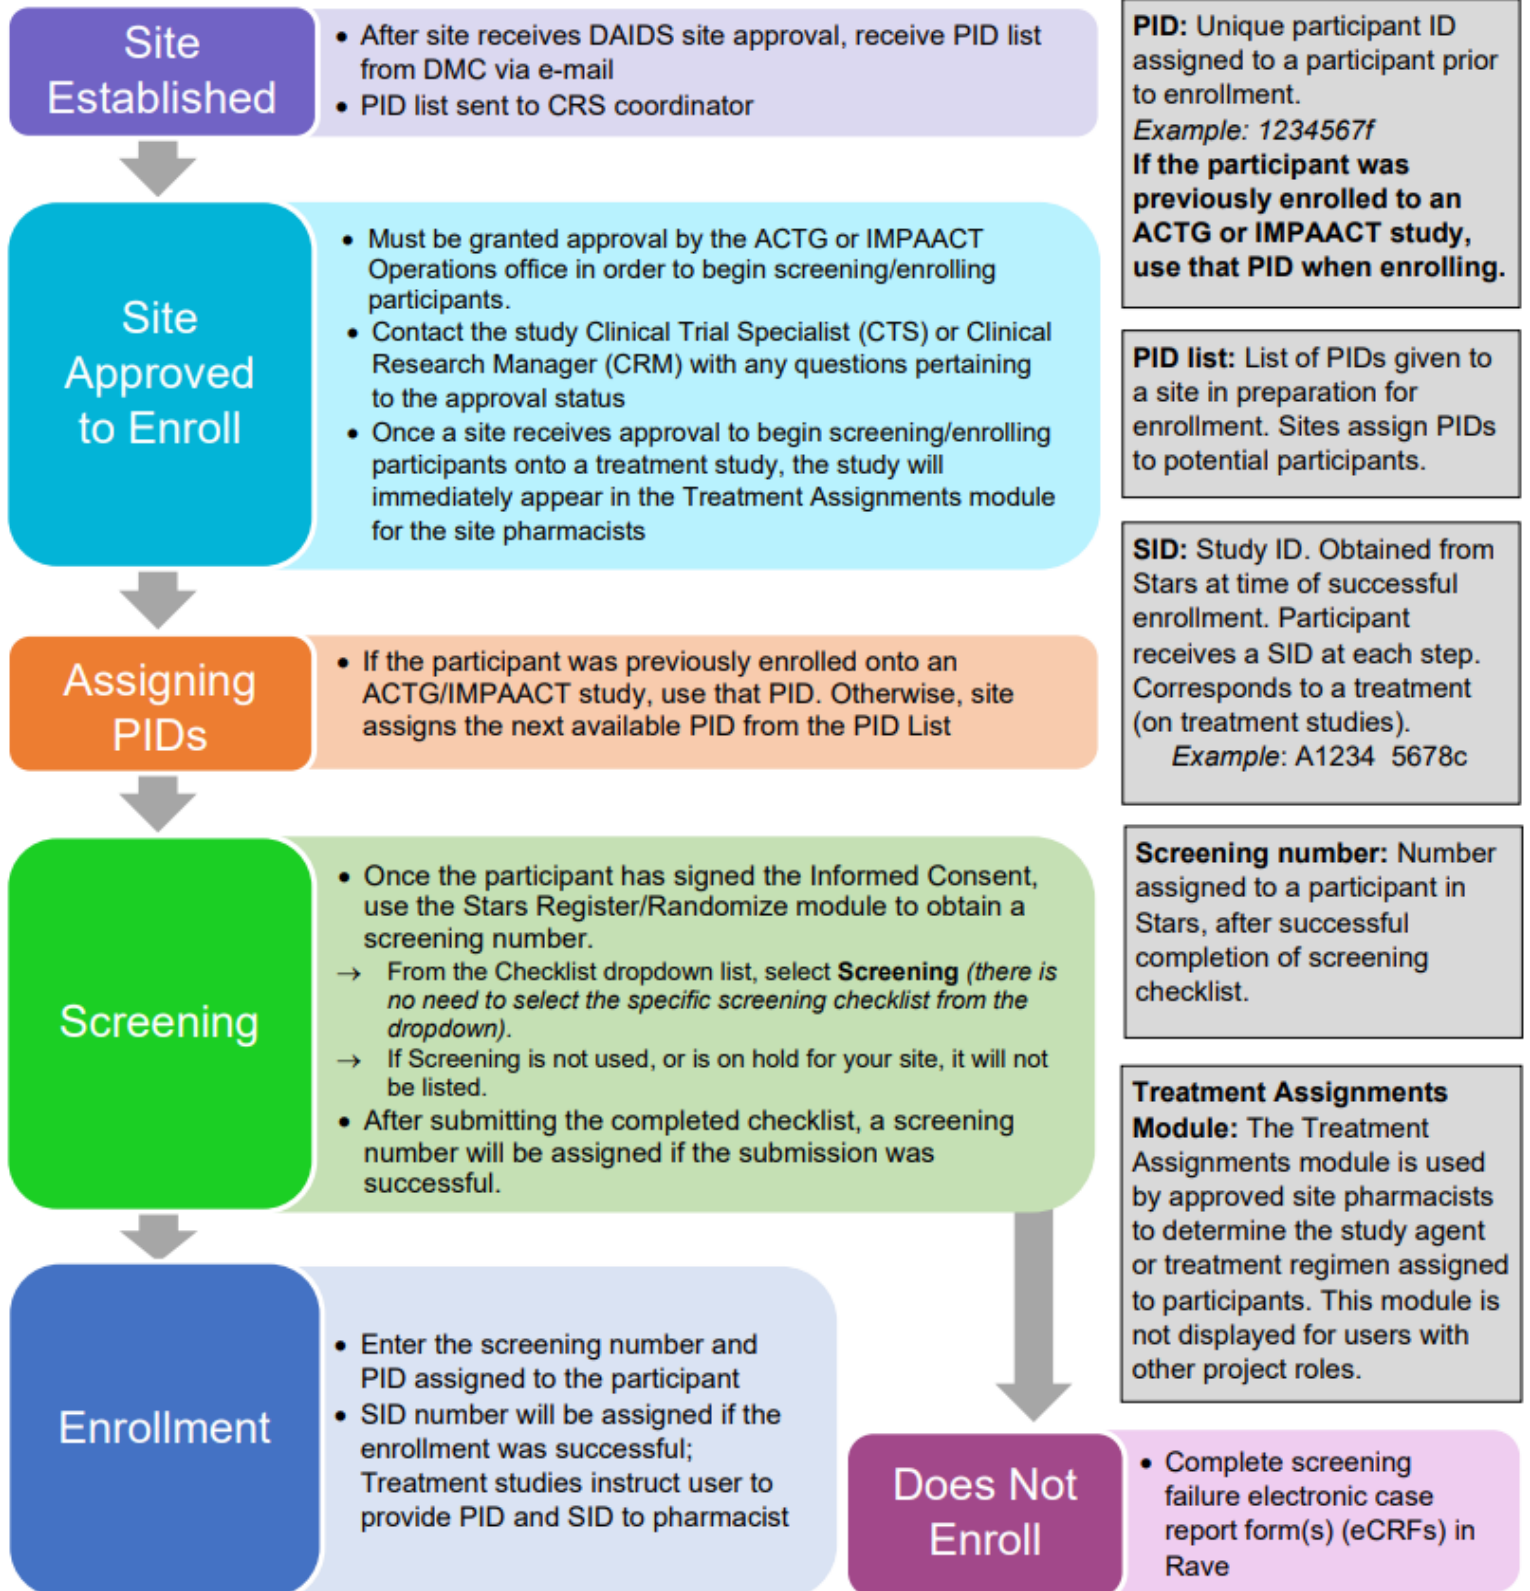 Site
Established
• After site receives DAIDS site approval, receive PID list
from DMC via e-mail
• PID list sent to CRS coordinator
Site
Approved
to Enroll
• Must be granted approval by the ACTG or IMPAACT
Operations office in order to begin screening/enrolling
participants.
• Contact the study Clinical Trial Specialist (CTS) or Clinical
Research Manager (CRM) with any questions pertaining
to the approval status
• Once a site receives approval to begin screening/enrolling
participants onto a treatment study, the study will
immediately appear in the Treatment Assignments module
for the site pharmacists
Assigning
PIDs
• If the participant was previously enrolled onto an
ACTG/IMPAACT study, use that PID. Otherwise, site
assigns the next available PID from the PID List
Screening
• Once the participant has signed the Informed Consent,
use the Stars Register/Randomize module to obtain a
screening number.
→ From the Checklist dropdown list, select Screening (there is
no need to select the specific screening checklist from the
dropdown).
→ If Screening is not used, or is on hold for your site, it will not
be listed.
• After submitting the completed checklist, a screening
number will be assigned if the submission was
successful.
Enrollment
• Enter the screening number and
PID assigned to the participant
• SID number will be assigned if the
enrollment was successful;
Treatment studies instruct user to
provide PID and SID to pharmacist
Does Not
Enroll
• Complete screening
failure electronic case
report form(s) (eCRFs) in
Rave
PID: Unique participant ID
assigned to a participant prior
to enrollment.
Example: 1234567f
If the participant was
previously enrolled to an
ACTG or IMPAACT study,
use that PID when enrolling.
PID list: List of PIDs given to
a site in preparation for
enrollment. Sites assign PIDs
to potential participants.
SID: Study ID. Obtained from
Stars at time of successful
enrollment. Participant
receives a SID at each step.
Corresponds to a treatment
(on treatment studies).
Example: A1234 5678c
Screening number: Number
assigned to a participant in
Stars, after successful
completion of screening
checklist.
Treatment Assignments
Module: The Treatment
Assignments module is used
by approved site pharmacists
to determine the study agent
or treatment regimen assigned
to participants. This module is
not displayed for users with
other project roles.